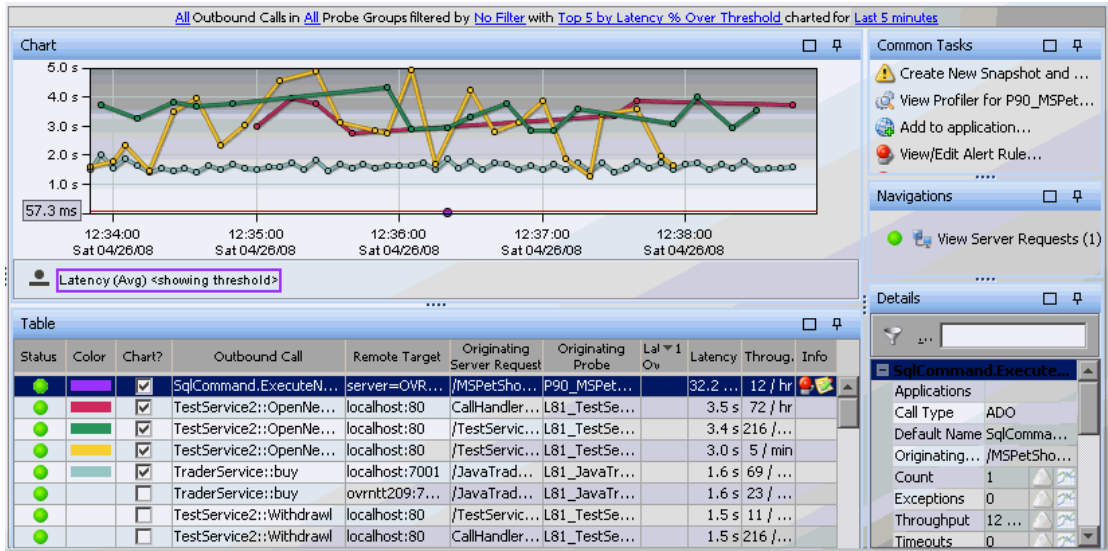 All Outbound Calls in All Probe Groups filtered by No Filter with Top 5 by Latency % Over Threshold charted for Last 5 minutes
Chart
5.0 s
4.0 s
3.0 s
2.0 s
1.0 s
57.3 ms
12:34:00 12:35:00 12:36:00 12:37:00 12:38:00
Sat 04/26/08 Sat 04/26/08 Sat 04/26/08 Sat 04/26/08 Sat 04/26/08
Latency (Avg) <showing threshold>
Table
Status Color Chart? Outbound Call Remote Target Originating Server Request Originating Probe Lal 1 Ov Latency Throug. Info
SqlCommand.ExecuteN... server=OVR... /MSPetSho... P90_MSPet... 32.2 ... 12 / hr
TestService2::OpenNe... localhost:80 CallHandler... L81_TestSe... 3.5 s 72 / hr
TestService2::OpenNe... localhost:80 /TestServic... L81_TestSe... 3.4 s 216 /...
TestService2::OpenNe... localhost:80 /TestServic... L81_TestSe... 3.0 s 5 / min
TraderService::buy localhost:7001 /JavaTrad... L81_JavaTr... 1.6 s 69 / ...
TraderService::buy ovrntt209:7... /JavaTrad... L81_JavaTr... 1.6 s 23 / ...
TestService2::Withdrawl localhost:80 /TestServic... L81_TestSe... 1.5 s 11 / ...
TestService2::Withdrawl localhost:80 /TestServic... L81_TestSe... 1.5 s 216 /...
Common Tasks
Create New Snapshot and ...
View Profiler for P90_MSPet...
Add to application...
View/Edit Alert Rule...
Navigations
View Server Requests (1)
Details
...
SqlCommand.Execute...
Applications
Call Type ADO
Default Name SqlComma...
Originating... /MSPetSho...
Count 1
Exceptions 0
Throughput 12 ...
Timeouts 0